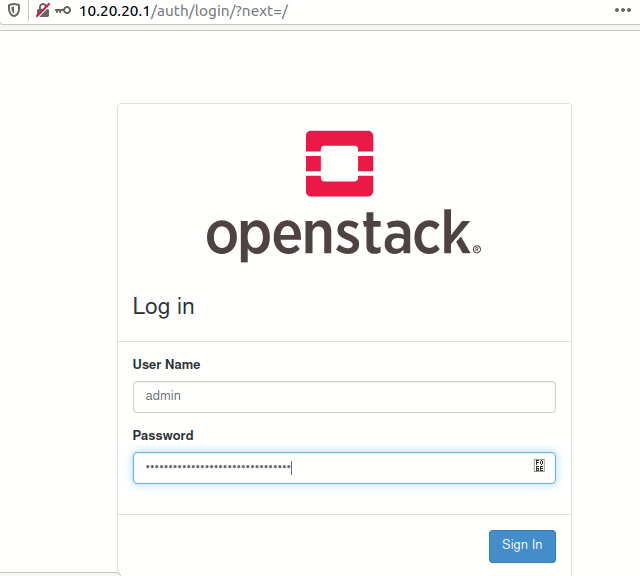 10.20.20.1/auth/login/?next=/
openstack®
Log in
User Name
admin
Password
••••••••••••••••••••••••••••••••
Sign In